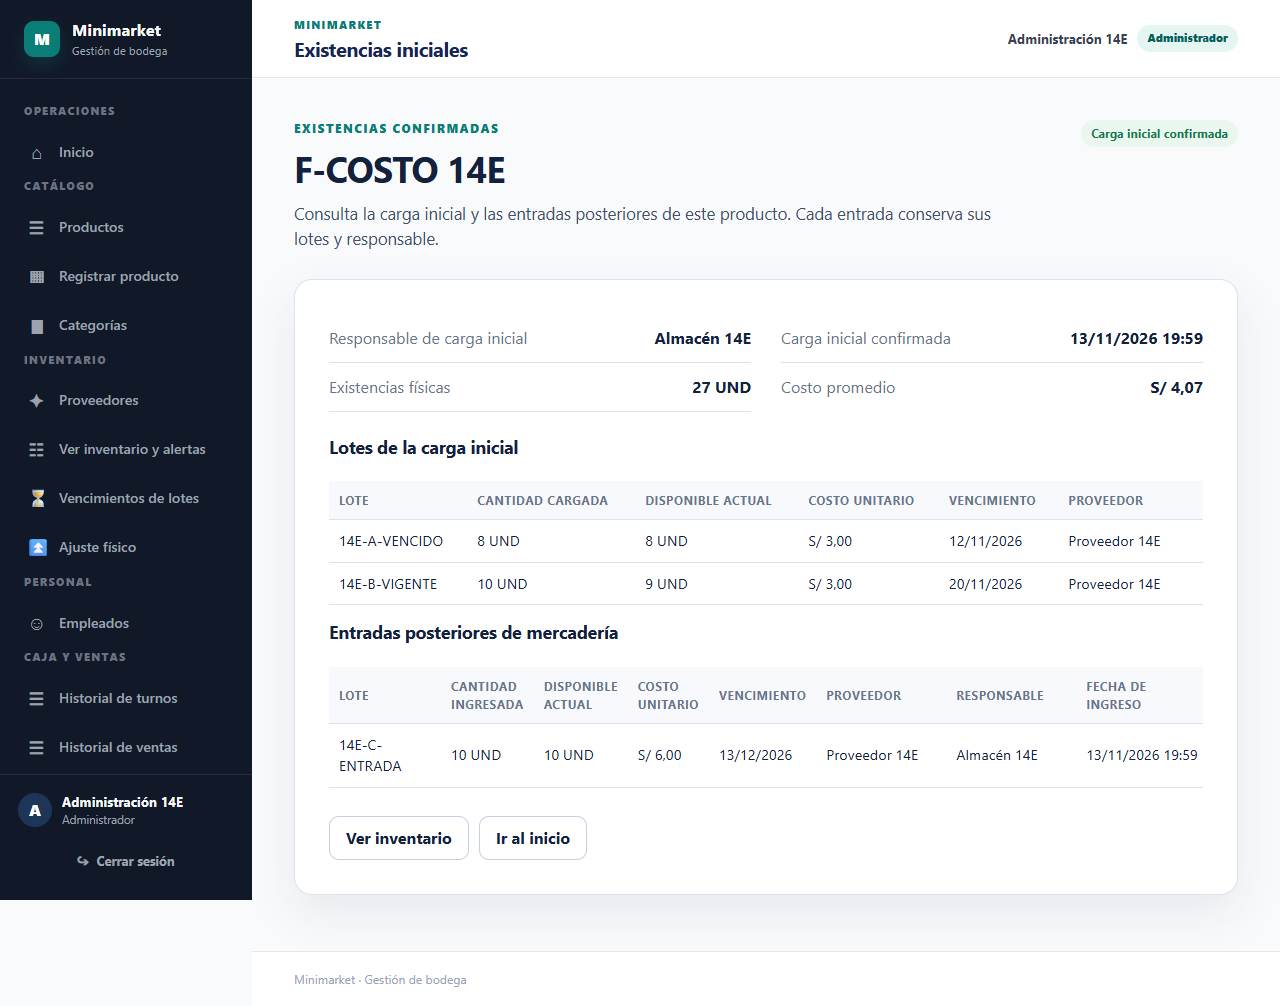 M
Minimarket
Gestión de bodega
OPERACIONES
Inicio
CATÁLOGO
Productos
Registrar producto
Categorías
INVENTARIO
Proveedores
Ver inventario y alertas
Vencimientos de lotes
Ajuste físico
PERSONAL
Empleados
CAJA Y VENTAS
Historial de turnos
Historial de ventas
A
Administración 14E
Administrador
Cerrar sesión
MINIMARKET
Existencias iniciales
Administración 14E Administrador
EXISTENCIAS CONFIRMADAS
Carga inicial confirmada
F-COSTO 14E
Consulta la carga inicial y las entradas posteriores de este producto. Cada entrada conserva sus
lotes y responsable.
Responsable de carga inicial Almacén 14E Carga inicial confirmada 13/11/2026 19:59
Existencias físicas 27 UND Costo promedio S/ 4,07
Lotes de la carga inicial
LOTE CANTIDAD CARGADA DISPONIBLE ACTUAL COSTO UNITARIO VENCIMIENTO PROVEEDOR
14E-A-VENCIDO 8 UND 8 UND S/ 3,00 12/11/2026 Proveedor 14E
14E-B-VIGENTE 10 UND 9 UND S/ 3,00 20/11/2026 Proveedor 14E
Entradas posteriores de mercadería
LOTE CANTIDAD INGRESADA DISPONIBLE ACTUAL COSTO UNITARIO VENCIMIENTO PROVEEDOR RESPONSABLE FECHA DE INGRESO
14E-C-ENTRADA 10 UND 10 UND S/ 6,00 13/12/2026 Proveedor 14E Almacén 14E 13/11/2026 19:59
Ver inventario Ir al inicio
Minimarket · Gestión de bodega